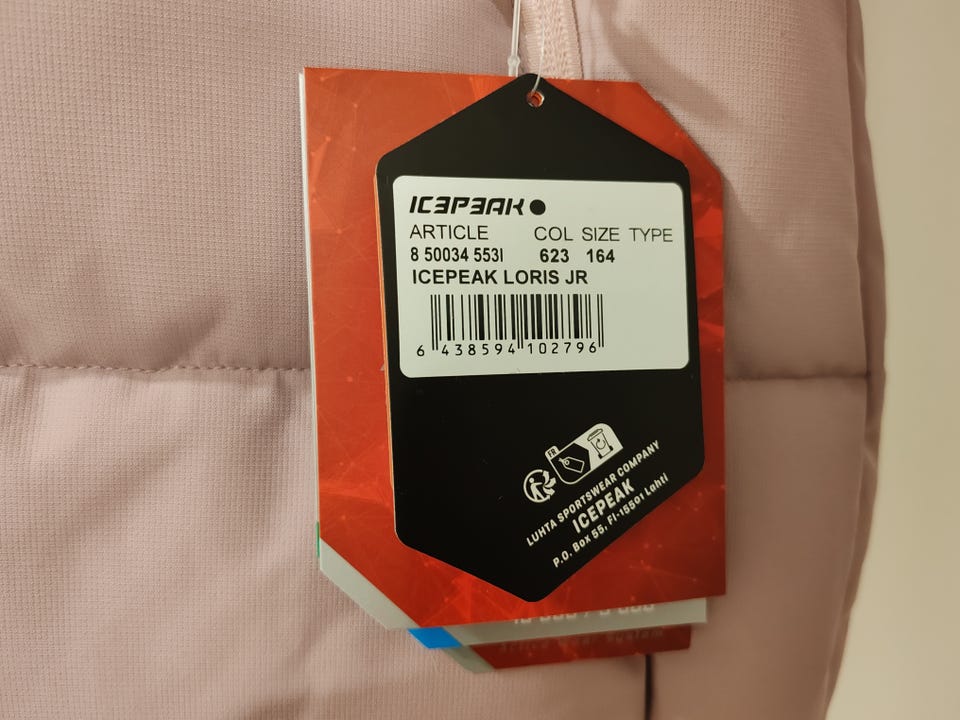 ICEPEAK
ARTICLE COL SIZE TYPE
8 50034 553I 623 164
ICEPEAK LORIS JR
6 438594 102796
FR
LUHTA SPORTSWEAR COMPANY
ICEPEAK
P.O. Box 55, FI-15501 Lahti
System